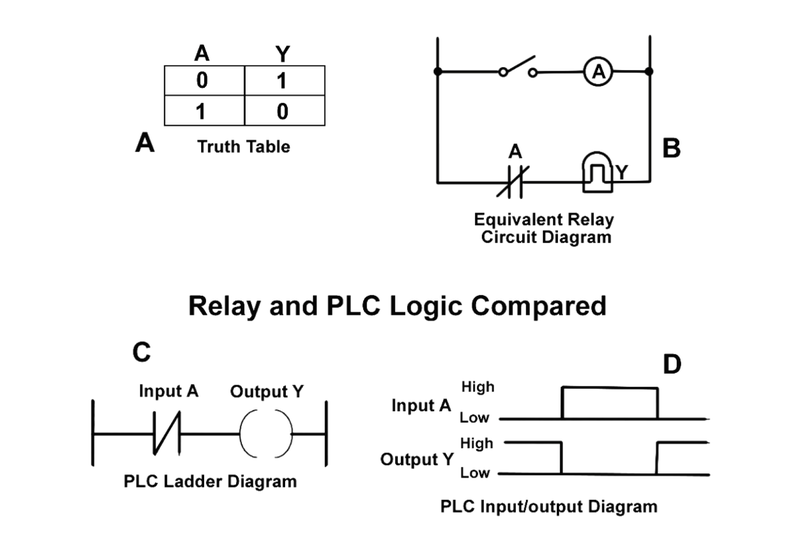 A Y
0 1
1 0
A
Truth Table
A
A
Y
B
Equivalent Relay
Circuit Diagram
Relay and PLC Logic Compared
C
Input A Output Y
PLC Ladder Diagram
D
High
Input A
Low
High
Output Y
Low
PLC Input/output Diagram